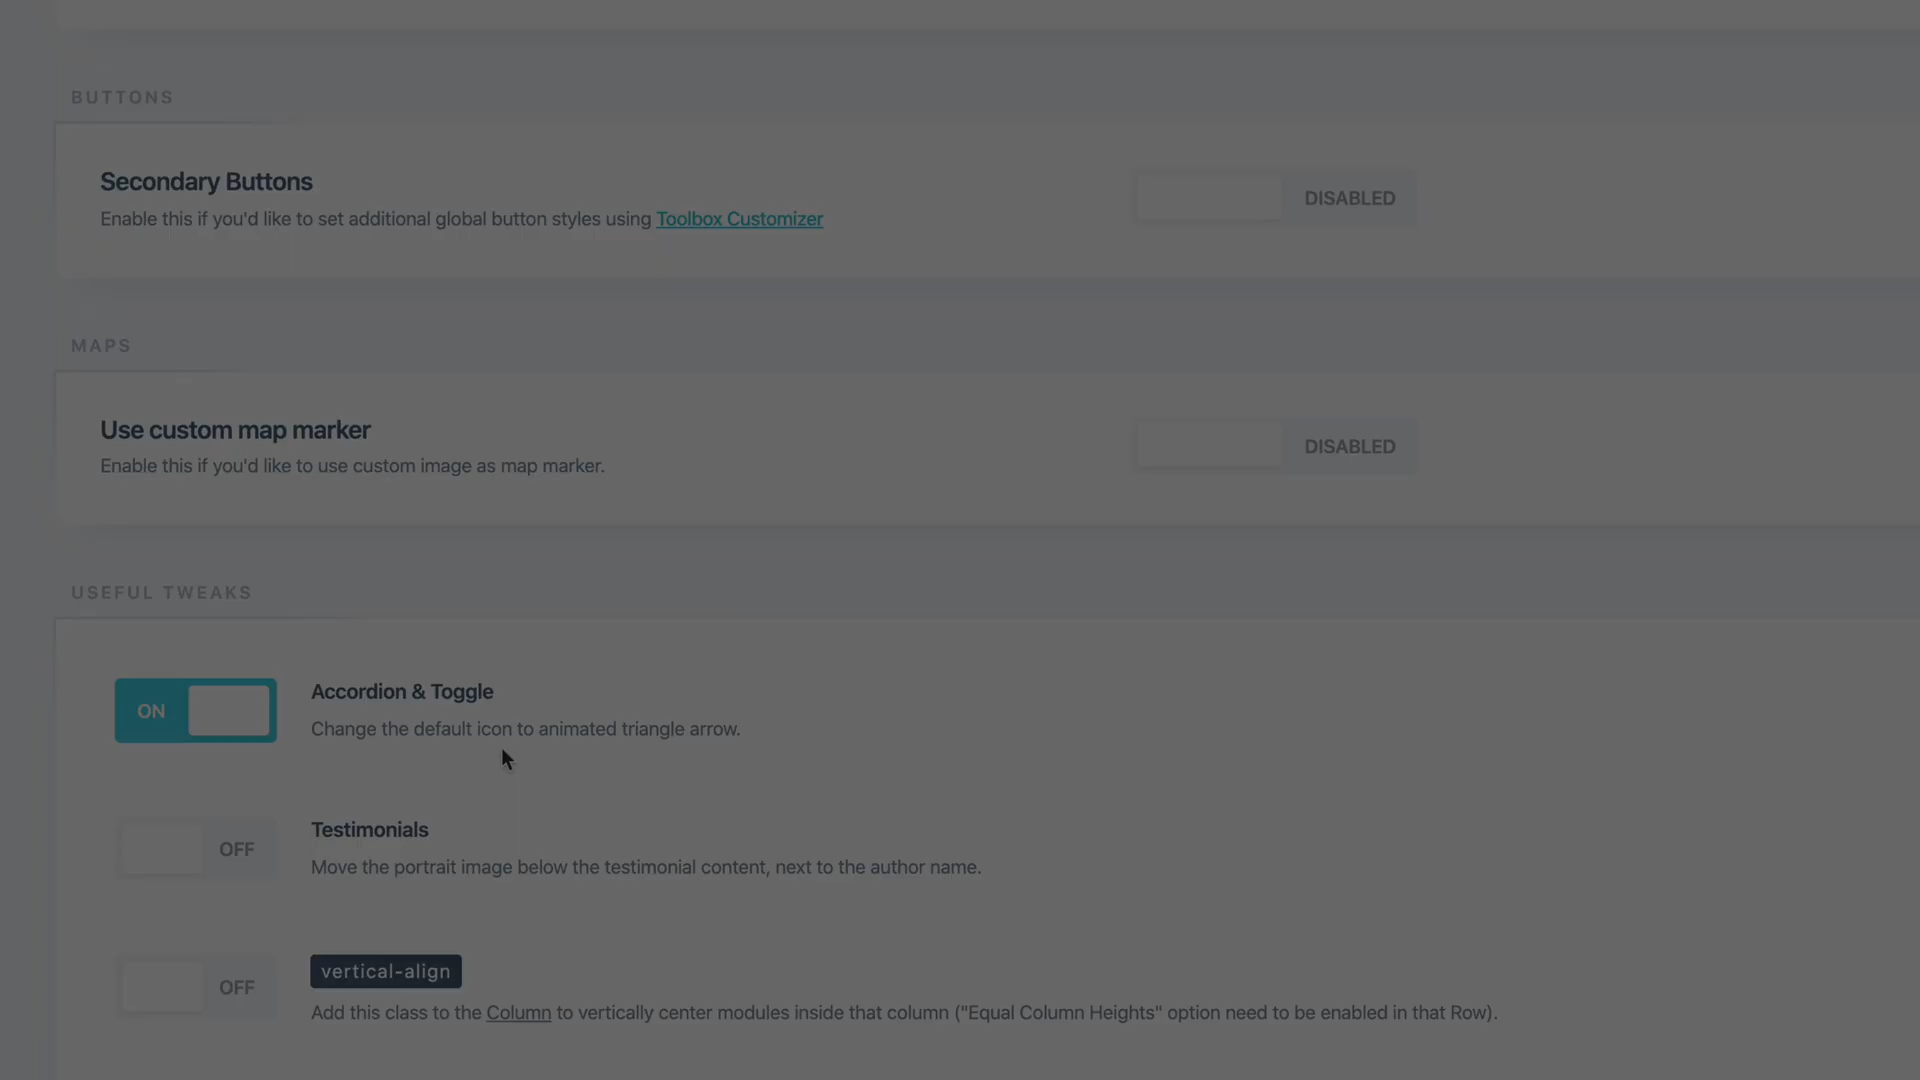 BUTTONS
Secondary Buttons
DISABLED
Enable this if you'd like to set additional global button styles using Toolbox Customizer
MAPS
Use custom map marker
DISABLED
Enable this if you'd like to use custom image as map marker.
USEFUL TWEAKS
ON
Accordion & Toggle
Change the default icon to animated triangle arrow.
OFF
Testimonials
Move the portrait image below the testimonial content, next to the author name.
OFF
vertical-align
Add this class to the Column to vertically center modules inside that column ("Equal Column Heights" option need to be enabled in that Row).